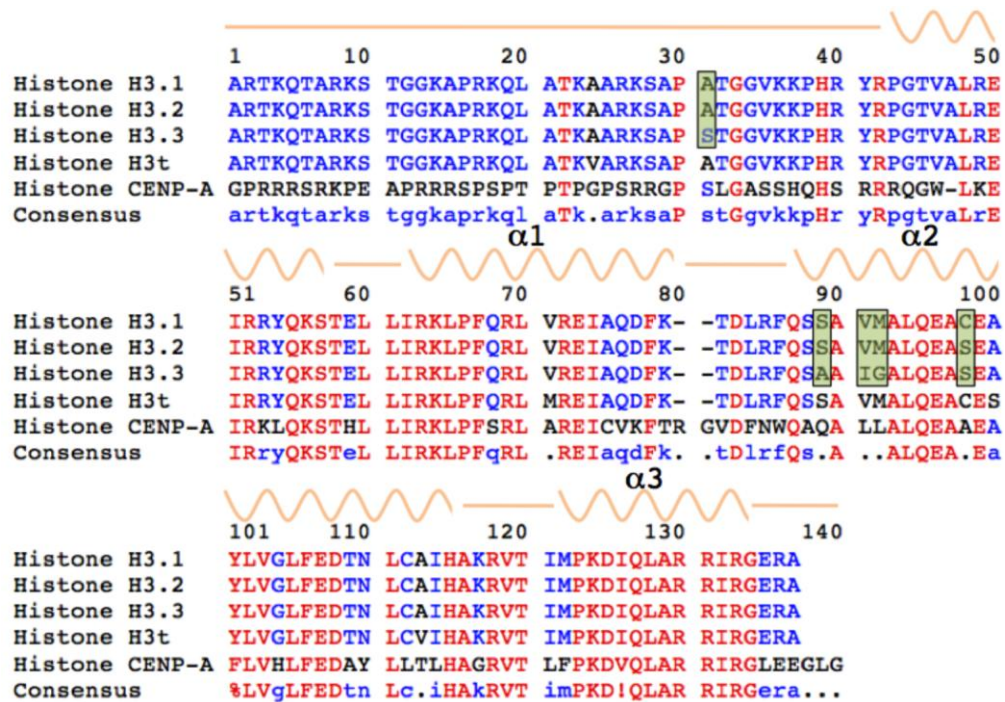 1 10 20 30 40 50
Histone H3.1 ARTKQTARKS TGGKAPRKQL ATKAARKSAP ATGGVKKPHR YRPGTVALRE
Histone H3.2 ARTKQTARKS TGGKAPRKQL ATKAARKSAP ATGGVKKPHR YRPGTVALRE
Histone H3.3 ARTKQTARKS TGGKAPRKQL ATKAARKSAP STGGVKKPHR YRPGTVALRE
Histone H3t ARTKQTARKS TGGKAPRKQL ATKVARKSAP ATGGVKKPHR YRPGTVALRE
Histone CENP-A GPRRRSRKPE APRRRSPSPT PTPGPSRRGP SLGASSHQHS RRRQGW-LKE
Consensus artkqtarks tggkaprkql aTk.arksaP stGgvkkpHr yRpgtvaLrE
α1 α2
51 60 70 80 90 100
Histone H3.1 IRRYQKSTEL LIRKLPFQRL VREIAQDFK- -TDLRFQSSA VMALQEACEA
Histone H3.2 IRRYQKSTEL LIRKLPFQRL VREIAQDFK- -TDLRFQSSA VMALQEASEA
Histone H3.3 IRRYQKSTEL LIRKLPFQRL VREIAQDFK- -TDLRFQSAA IGALQEASEA
Histone H3t IRRYQKSTEL LIRKLPFQRL MREIAQDFK- -TDLRFQSSA VMALQEACES
Histone CENP-A IRKLQKSTHL LIRKLPFSRL AREICVKFTR GVDFNWQAQA LLALQEAAEA
Consensus IRryQKSTeL LIRKLPFqRL .REIaqdFk. .tDlrfQs.A ..ALQEA.Ea
α3
101 110 120 130 140
Histone H3.1 YLVGLFEDTN LCAIHAKRVT IMPKDIQLAR RIRGERA
Histone H3.2 YLVGLFEDTN LCAIHAKRVT IMPKDIQLAR RIRGERA
Histone H3.3 YLVGLFEDTN LCAIHAKRVT IMPKDIQLAR RIRGERA
Histone H3t YLVGLFEDTN LCVIHAKRVT IMPKDIQLAR RIRGERA
Histone CENP-A FLVHLFEDAY LLTLHAGRVT LFPKDVQLAR RIRGLEEGLG
Consensus %LVgLFEDtn Lc.iHAkRVT imPKD!QLAR RIRGera...